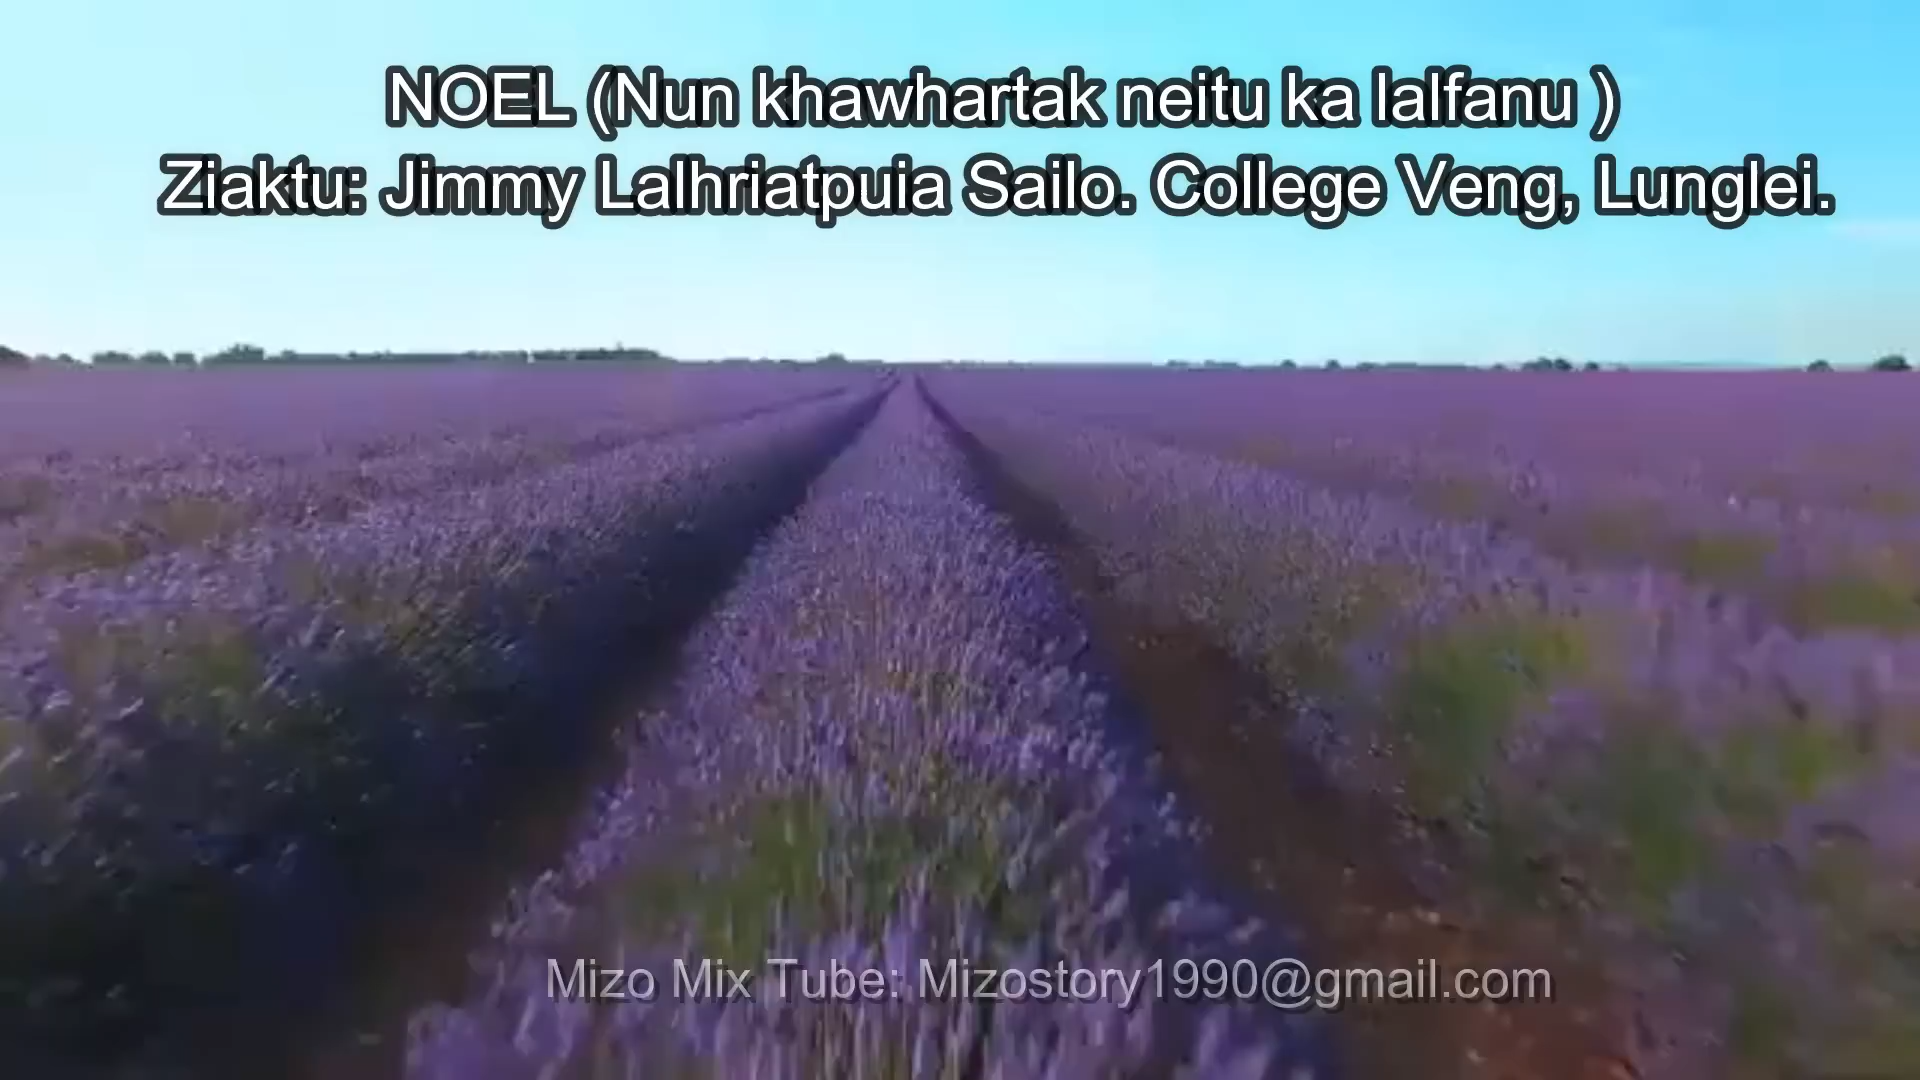 NOEL (Nun khawhartak neitu ka lalfanu )
Ziaktu: Jimmy Lalhriatpuia Sailo. College Veng, Lunglei.
Mizo Mix Tube: Mizostory1990@gmail.com